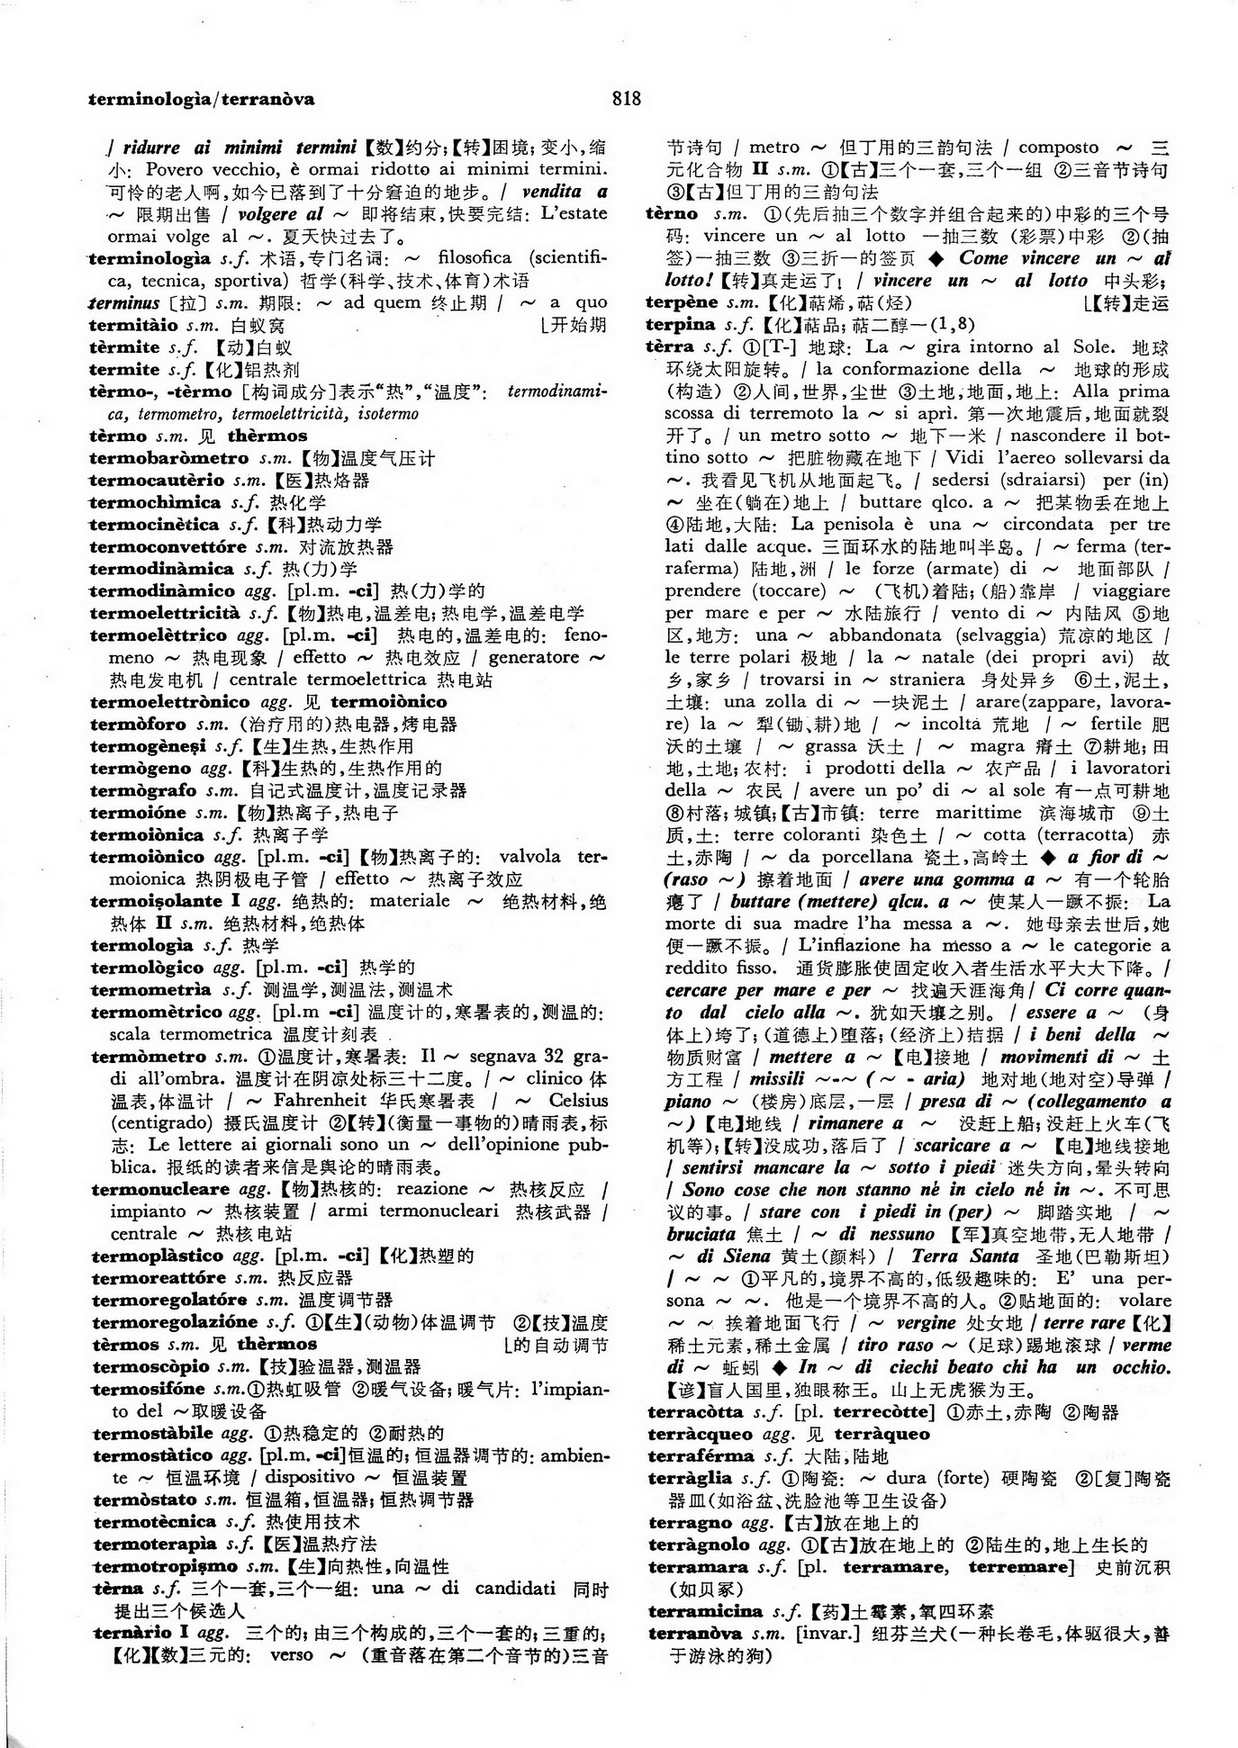 terminologìa/terranòva
818
/ ridurre ai minimi termini【数】约分;【转】困境; 变小,缩
小: Povero vecchio, è ormai ridotto ai minimi termini.
可怜的老人啊,如今已落到了十分窘迫的地步。/ vendita a
~ 限期出售 / volgere al ~ 即将结束,快要完结: L'estate
ormai volge al ~. 夏天快过去了。
terminologìa s.f. 术语,专门名词: ~ filosofica (scientifi-
ca, tecnica, sportiva) 哲学(科学、技术、体育)术语
terminus [拉] s.m. 期限: ~ ad quem 终止期 / ~ a quo
termitàio s.m. 白蚁窝 ⌊开始期
tèrmite s.f. 【动】白蚁
termite s.f.【化】铝热剂
tèrmo-, -tèrmo [构词成分]表示“热”,“温度”: termodinami-
ca, termometro, termoelettricità, isotermo
tèrmo s.m. 见 thèrmos
termobaròmetro s.m.【物】温度气压计
termocautèrio s.m.【医】热烙器
termochìmica s.f. 热化学
termocinètica s.f.【科】热动力学
termoconvettóre s.m. 对流放热器
termodinàmica s.f. 热(力)学
termodinàmico agg. [pl.m. -ci] 热(力)学的
termoelettricità s.f.【物】热电,温差电; 热电学,温差电学
termoelèttrico agg. [pl.m. -ci] 热电的,温差电的: feno-
meno ~ 热电现象 / effetto ~ 热电效应 / generatore ~
热电发电机 / centrale termoelettrica 热电站
termoelettrònico agg. 见 termoiònico
termòforo s.m. (治疗用的)热电器,烤电器
termogèneṣi s.f.【生】生热,生热作用
termògeno agg.【科】生热的,生热作用的
termògrafo s.m. 自记式温度计,温度记录器
termoióne s.m.【物】热离子,热电子
termoiònica s.f. 热离子学
termoiònico agg. [pl.m. -ci]【物】热离子的: valvola ter-
moionica 热阴极电子管 / effetto ~ 热离子效应
termoiṣolante I agg. 绝热的: materiale ~ 绝热材料,绝
热体 II s.m. 绝热材料,绝热体
termologìa s.f. 热学
termològico agg. [pl.m. -ci] 热学的
termometrìa s.f. 测温学,测温法,测温术
termomètrico agg. [pl.m -ci] 温度计的,寒暑表的,测温的:
scala termometrica 温度计刻表
termòmetro s.m. ①温度计,寒暑表: Il ~ segnava 32 gra-
di all'ombra. 温度计在阴凉处标三十二度。/ ~ clinico 体
温表,体温计 / ~ Fahrenheit 华氏寒暑表 / ~ Celsius
(centigrado) 摄氏温度计 ②【转】(衡量一事物的)晴雨表,标
志: Le lettere ai giornali sono un ~ dell'opinione pub-
blica. 报纸的读者来信是舆论的晴雨表。
termonucleare agg.【物】热核的: reazione ~ 热核反应 /
impianto ~ 热核装置 / armi termonucleari 热核武器 /
centrale ~ 热核电站
termoplàstico agg. [pl.m. -ci]【化】热塑的
termoreattóre s.m. 热反应器
termoregolatóre s.m. 温度调节器
termoregolazióne s.f. ①【生】(动物)体温调节 ②【技】温度
tèrmos s.m. 见 thèrmos ⌊的自动调节
termoscòpio s.m.【技】验温器,测温器
termosifóne s.m.①热虹吸管 ②暖气设备; 暖气片: l'impian-
to del ~取暖设备
termostàbile agg. ①热稳定的 ②耐热的
termostàtico agg. [pl.m. -ci]恒温的; 恒温器调节的: ambien-
te ~ 恒温环境 / dispositivo ~ 恒温装置
termòstato s.m. 恒温箱,恒温器; 恒热调节器
termotècnica s.f. 热使用技术
termoterapìa s.f.【医】温热疗法
termotropiṣmo s.m.【生】向热性,向温性
tèrna s.f. 三个一套,三个一组: una ~ di candidati 同时
提出三个候选人
ternàrio I agg. 三个的; 由三个构成的,三个一套的; 三重的;
【化】【数】三元的: verso ~ (重音落在第二个音节的)三音
节诗句 / metro ~ 但丁用的三韵句法 / composto ~ 三
元化合物 II s.m. ①【古】三个一套,三个一组 ②三音节诗句
③【古】但丁用的三韵句法
tèrno s.m. ①(先后抽三个数字并组合起来的)中彩的三个号
码: vincere un ~ al lotto 一抽三数 (彩票)中彩 ②(抽
签)一抽三数 ③三折一的签页 ◆ Come vincere un ~ al
lotto!【转】真走运了! / vincere un ~ al lotto 中头彩;
terpène s.m.【化】萜烯,萜(烃) ⌊【转】走运
terpina s.f.【化】萜品; 萜二醇—(1,8)
tèrra s.f. ①[T-] 地球: La ~ gira intorno al Sole. 地球
环绕太阳旋转。/ la conformazione della ~ 地球的形成
(构造) ②人间,世界,尘世 ③土地,地面,地上: Alla prima
scossa di terremoto la ~ si aprì. 第一次地震后,地面就裂
开了。/ un metro sotto ~ 地下一米 / nascondere il bot-
tino sotto ~ 把脏物藏在地下 / Vidi l'aereo sollevarsi da
~. 我看见飞机从地面起飞。/ sedersi (sdraiarsi) per (in)
~ 坐在(躺在)地上 / buttare qlco. a ~ 把某物丢在地上
④陆地,大陆: La penisola è una ~ circondata per tre
lati dalle acque. 三面环水的陆地叫半岛。/ ~ ferma (ter-
raferma) 陆地,洲 / le forze (armate) di ~ 地面部队 /
prendere (toccare) ~ (飞机)着陆; (船)靠岸 / viaggiare
per mare e per ~ 水陆旅行 / vento di ~ 内陆风 ⑤地
区,地方: una ~ abbandonata (selvaggia) 荒凉的地区 /
le terre polari 极地 / la ~ natale (dei propri avi) 故
乡,家乡 / trovarsi in ~ straniera 身处异乡 ⑥土,泥土,
土壤: una zolla di ~ 一块泥土 / arare(zappare, lavora-
re) la ~ 犁(锄、耕)地 / ~ incolta 荒地 / ~ fertile 肥
沃的土壤 / ~ grassa 沃土 / ~ magra 瘠土 ⑦耕地; 田
地,土地; 农村: i prodotti della ~ 农产品 / i lavoratori
della ~ 农民 / avere un po' di ~ al sole 有一点可耕地
⑧村落; 城镇;【古】市镇: terre marittime 滨海城市 ⑨土
质,土: terre coloranti 染色土 / ~ cotta (terracotta) 赤
土,赤陶 / ~ da porcellana 瓷土,高岭土 ◆ a fior di ~
(raso ~) 擦着地面 / avere una gomma a ~ 有一个轮胎
瘪了 / buttare (mettere) qlcu. a ~ 使某人一蹶不振: La
morte di sua madre l'ha messa a ~. 她母亲去世后,她
便一蹶不振。/ L'inflazione ha messo a ~ le categorie a
reddito fisso. 通货膨胀使固定收入者生活水平大大下降。/
cercare per mare e per ~ 找遍天涯海角/ Ci corre quan-
to dal cielo alla ~. 犹如天壤之别。/ essere a ~ (身
体上)垮了; (道德上)堕落; (经济上)拮据 / i beni della ~
物质财富 / mettere a ~【电】接地 / movimenti di ~ 土
方工程 / missili ~-~ (~ - aria) 地对地(地对空)导弹 /
piano ~ (楼房)底层,一层 / presa di ~ (collegamento a
~)【电】地线 / rimanere a ~ 没赶上船; 没赶上火车(飞
机等);【转】没成功,落后了 / scaricare a ~ 【电】地线接地
/ sentirsi mancare la ~ sotto i piedi 迷失方向,晕头转向
/ Sono cose che non stanno né in cielo né in ~. 不可思
议的事。/ stare con i piedi in (per) ~ 脚踏实地 / ~
bruciata 焦土 / ~ di nessuno 【军】真空地带,无人地带 /
~ di Siena 黄土(颜料) / Terra Santa 圣地(巴勒斯坦)
/ ~ ~ ①平凡的,境界不高的,低级趣味的: E' una per-
sona ~ ~. 他是一个境界不高的人。②贴地面的: volare
~ ~ 挨着地面飞行 / ~ vergine 处女地 / terre rare【化】
稀土元素,稀土金属 / tiro raso ~ (足球)踢地滚球 / verme
di ~ 蚯蚓 ◆ In ~ di ciechi beato chi ha un occhio.
【谚】盲人国里,独眼称王。山上无虎猴为王。
terracòtta s.f. [pl. terrecòtte] ①赤土,赤陶 ②陶器
terràcqueo agg. 见 terràqueo
terraférma s.f. 大陆,陆地
terràglia s.f. ①陶瓷: ~ dura (forte) 硬陶瓷 ②[复]陶瓷
器皿(如浴盆、洗脸池等卫生设备)
terragno agg.【古】放在地上的
terràgnolo agg. ①【古】放在地上的 ②陆生的,地上生长的
terramara s.f. [pl. terramare, terremare] 史前沉积
(如贝冢)
terramicina s.f.【药】土霉素,氧四环素
terranòva s.m. [invar.] 纽芬兰犬(一种长卷毛,体驱很大,善
于游泳的狗)